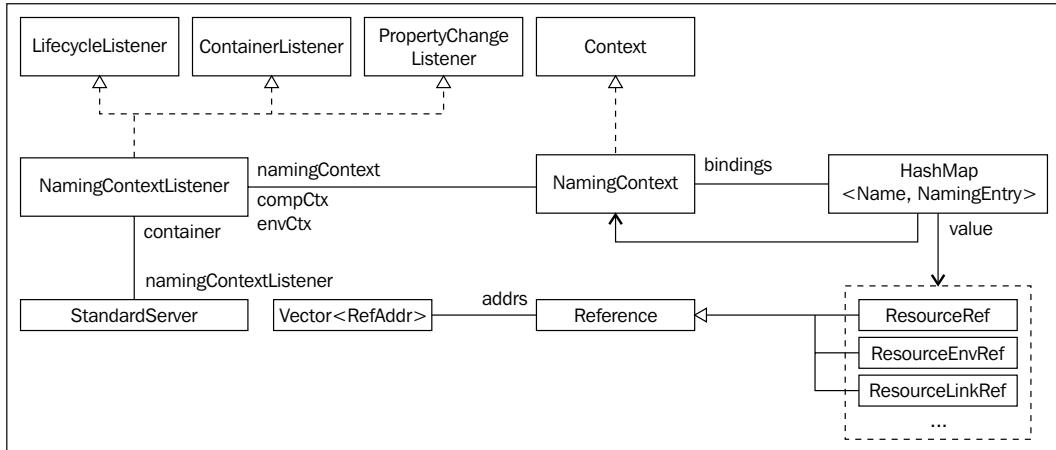 LifecycleListener
ContainerListener
PropertyChange
Listener
Context
NamingContextListener
namingContext
compCtx
envCtx
NamingContext
bindings
HashMap
<Name, NamingEntry>
container
value
namingContextListener
StandardServer
Vector<RefAddr>
addrs
Reference
ResourceRef
ResourceEnvRef
ResourceLinkRef
...